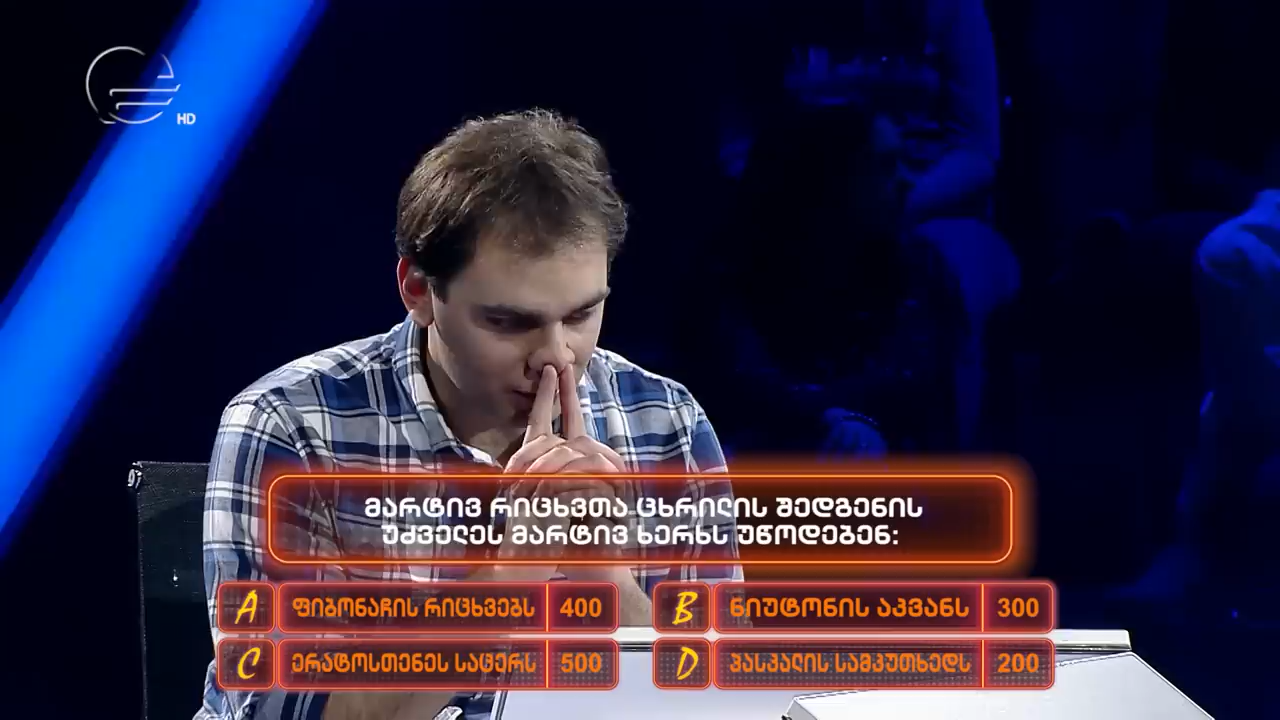 HD
მარტივ რიცხვთა ცხრილის შედგენის
უძველეს მარტივ ხერხს უწოდებენ:
A ფიბონაჩის რიცხვებს 400
B ნიუტონის აკვანს 300
C ერატოსთენეს საცერს 500
D პასკალის სამკუთხედს 200